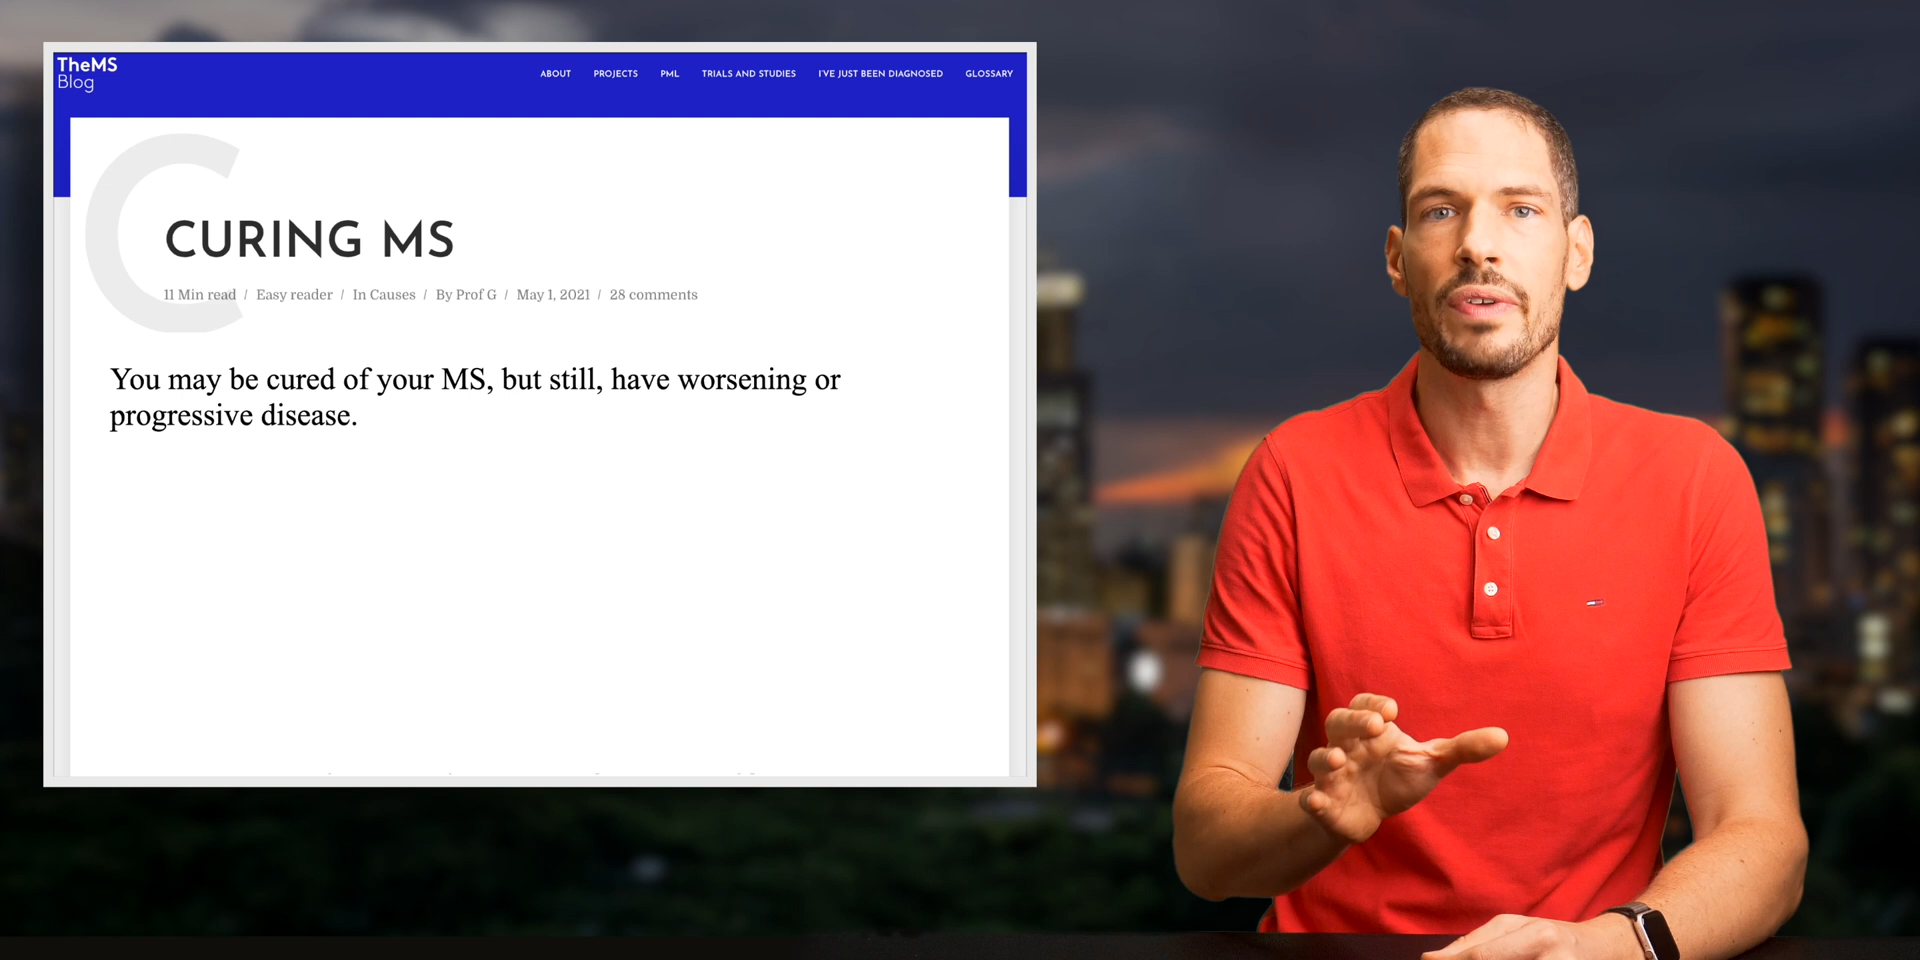 TheMS
Blog
ABOUT PROJECTS PML TRIALS AND STUDIES I'VE JUST BEEN DIAGNOSED GLOSSARY
C
CURING MS
11 Min read / Easy reader / In Causes / By Prof G / May 1, 2021 / 28 comments
You may be cured of your MS, but still, have worsening or
progressive disease.